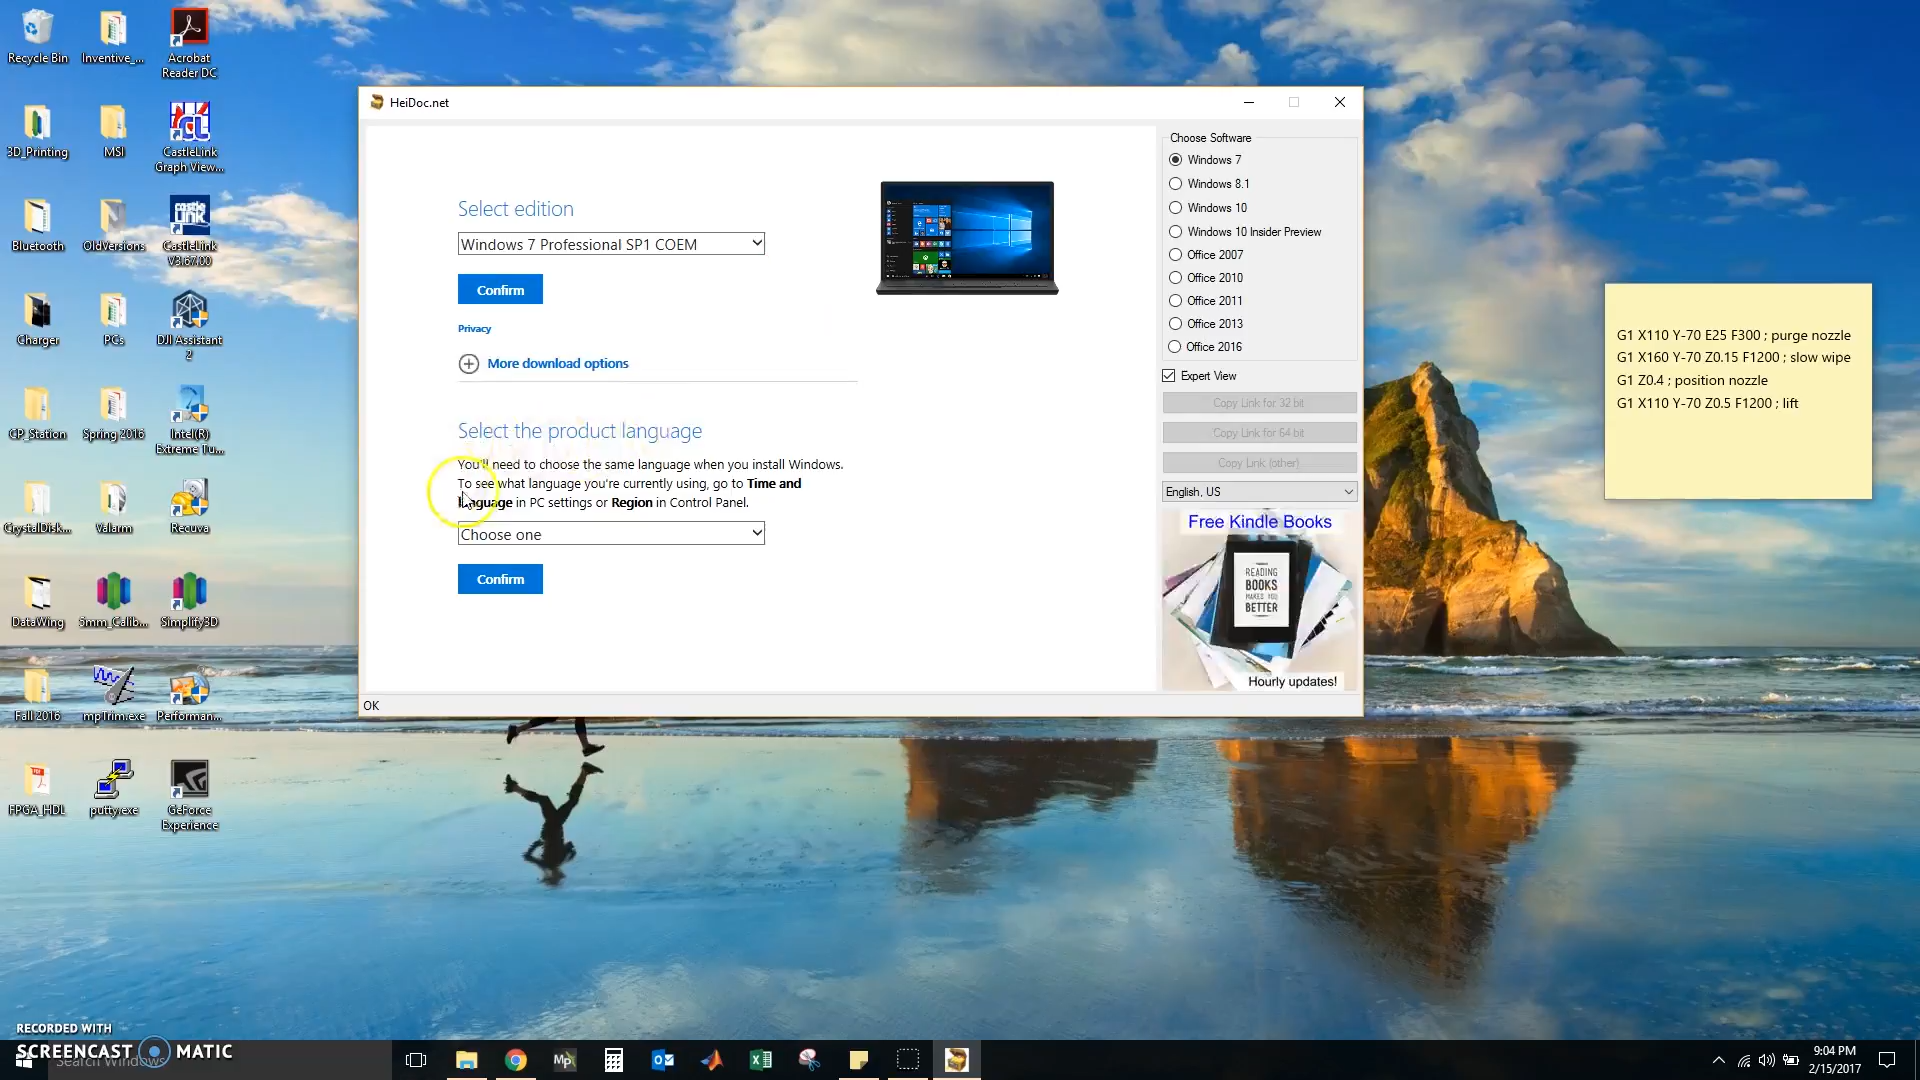 Recycle Bin
Inventive_...
Acrobat
Reader DC
3D_Printing
MSI
CastleLink
Graph View...
Bluetooth
OldVersions
CastleLink
V3.67.00
Charger
PCs
DJI Assistant
2
CP_Station
Spring 2016
Intel(R)
Extreme Tu...
CrystalDisk...
Valarm
Recuva
DataWing
5mm_Calib...
Simplify3D
Fall 2016
mpTrim.exe
Performan...
FPGA_HDL
putty.exe
GeForce
Experience
HeiDoc.net
Select edition
Windows 7 Professional SP1 COEM
Confirm
Privacy
More download options
Select the product language
You'll need to choose the same language when you install Windows.
To see what language you're currently using, go to Time and
language in PC settings or Region in Control Panel.
Choose one
Confirm
OK
Choose Software
Windows 7
Windows 8.1
Windows 10
Windows 10 Insider Preview
Office 2007
Office 2010
Office 2011
Office 2013
Office 2016
Expert View
Copy Link for 32 bit
Copy Link for 64 bit
Copy Link (other)
English, US
Free Kindle Books
READING
BOOKS
MAKES YOU
BETTER
Hourly updates!
G1 X110 Y-70 E25 F300 ; purge nozzle
G1 X160 Y-70 Z0.15 F1200 ; slow wipe
G1 Z0.4 ; position nozzle
G1 X110 Y-70 Z0.5 F1200 ; lift
RECORDED WITH
SCREENCAST MATIC
Search Windows
Mp
9:04 PM
2/15/2017